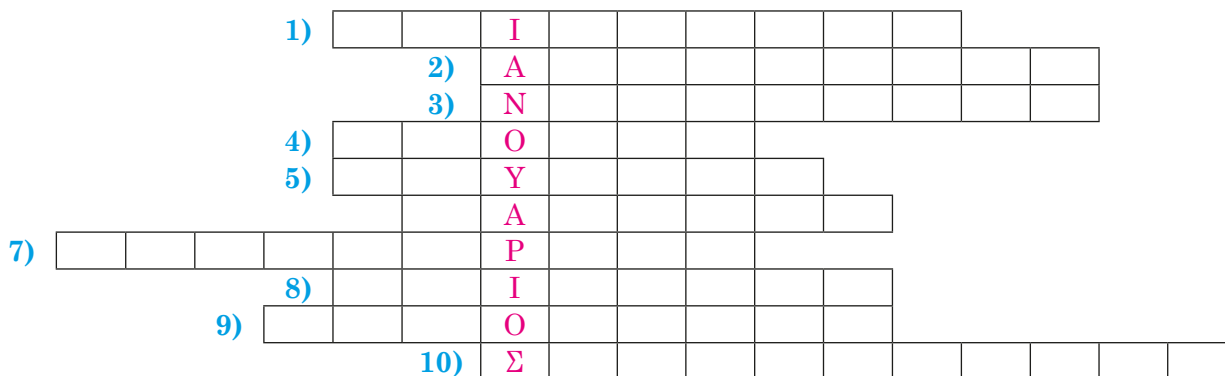 1) Ι
2) Α
3) Ν
4) Ο
5) Υ
Α
7) Ρ
8) Ι
9) Ο
10) Σ